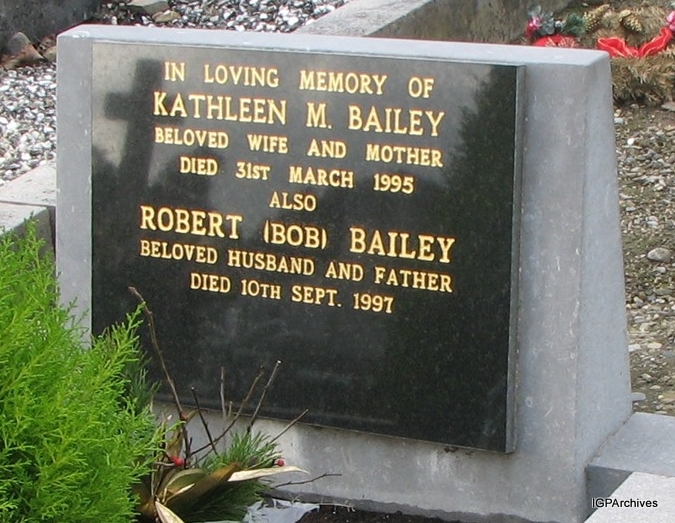 IN LOVING MEMORY OF
KATHLEEN M. BAILEY
BELOVED WIFE AND MOTHER
DIED 31ST MARCH 1995
ALSO
ROBERT (BOB) BAILEY
BELOVED HUSBAND AND FATHER
DIED 10TH SEPT. 1997
IGPArchives